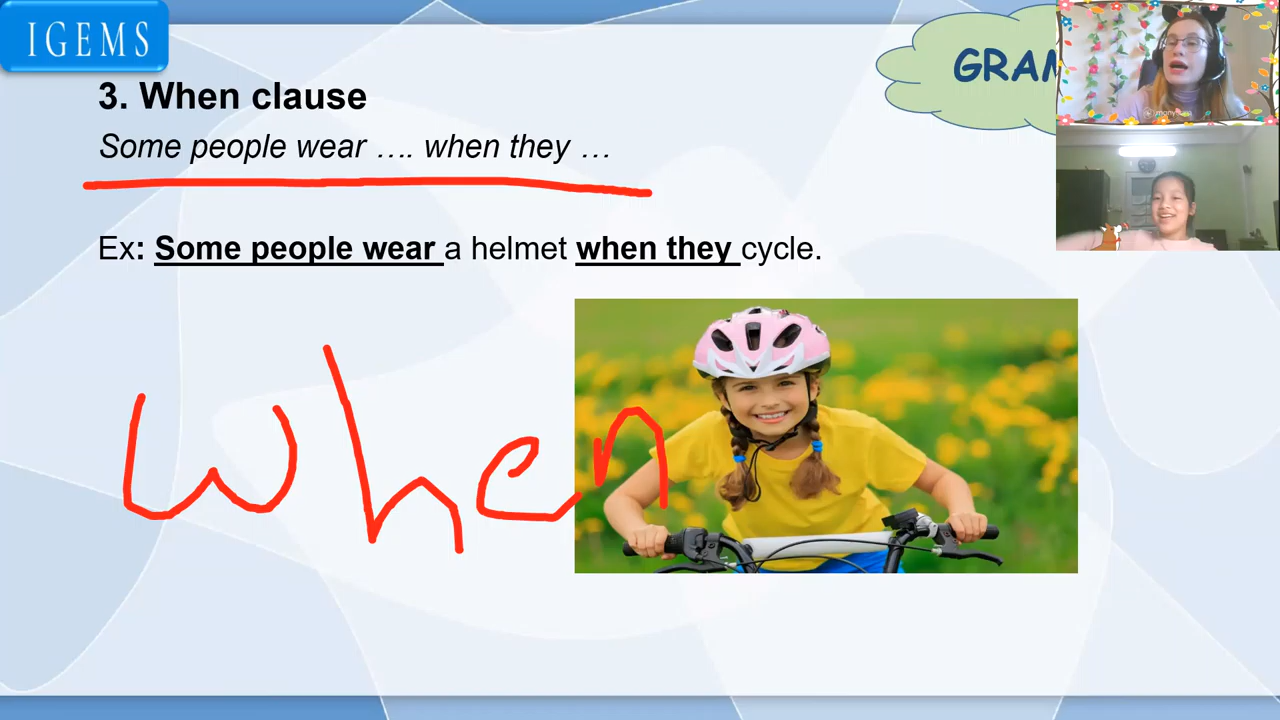 IGEMS
GRAM
3. When clause
Some people wear .... when they ...
Ex: Some people wear a helmet when they cycle.
when